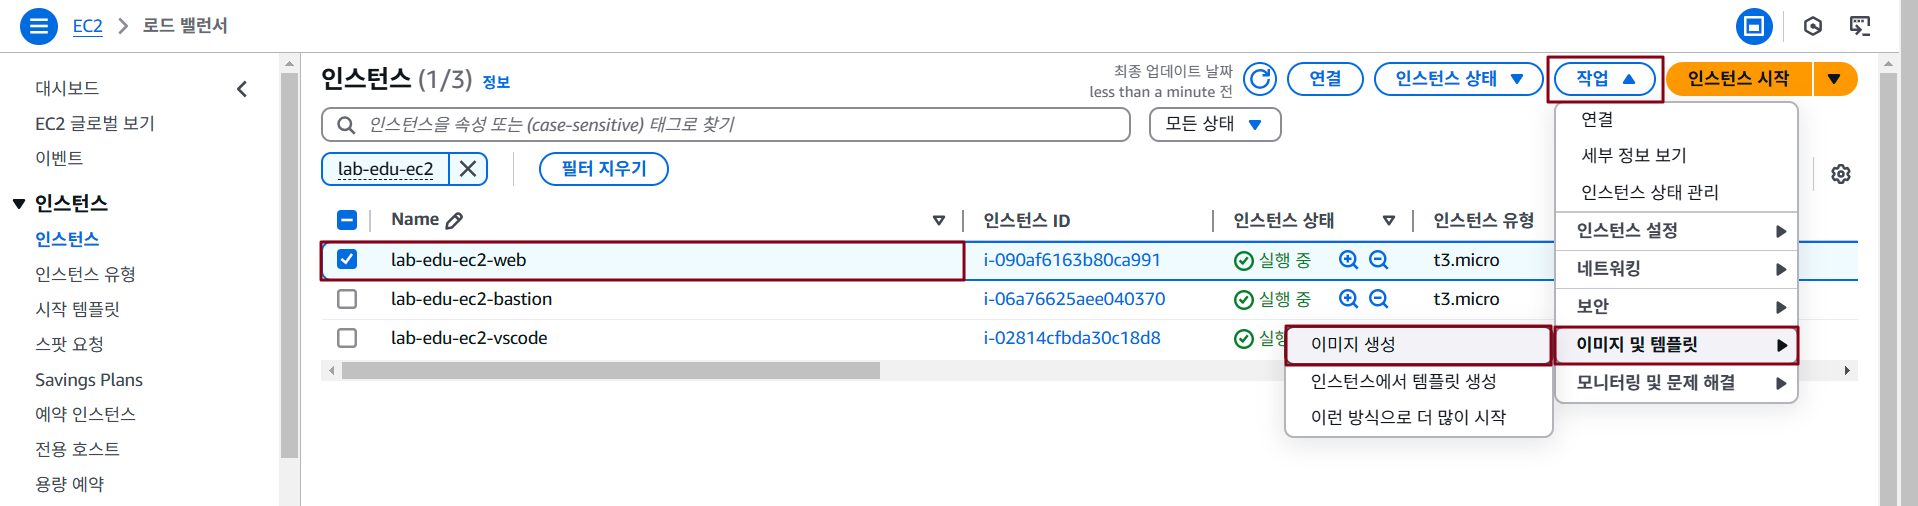 EC2 > 로드 밸런서
대시보드
EC2 글로벌 보기
이벤트
인스턴스
인스턴스
인스턴스 유형
시작 템플릿
스팟 요청
Savings Plans
예약 인스턴스
전용 호스트
용량 예약
인스턴스 (1/3) 정보
최종 업데이트 날짜
less than a minute 전
연결
인스턴스 상태
작업
인스턴스 시작
인스턴스을 속성 또는 (case-sensitive) 태그로 찾기
모든 상태
lab-edu-ec2
필터 지우기
Name 인스턴스 ID 인스턴스 상태 인스턴스 유형
lab-edu-ec2-web i-090af6163b80ca991 실행 중 t3.micro
lab-edu-ec2-bastion i-06a76625aee040370 실행 중 t3.micro
lab-edu-ec2-vscode i-02814cfbda30c18d8
연결
세부 정보 보기
인스턴스 상태 관리
인스턴스 설정
네트워킹
보안
이미지 및 템플릿
모니터링 및 문제 해결
이미지 생성
인스턴스에서 템플릿 생성
이런 방식으로 더 많이 시작